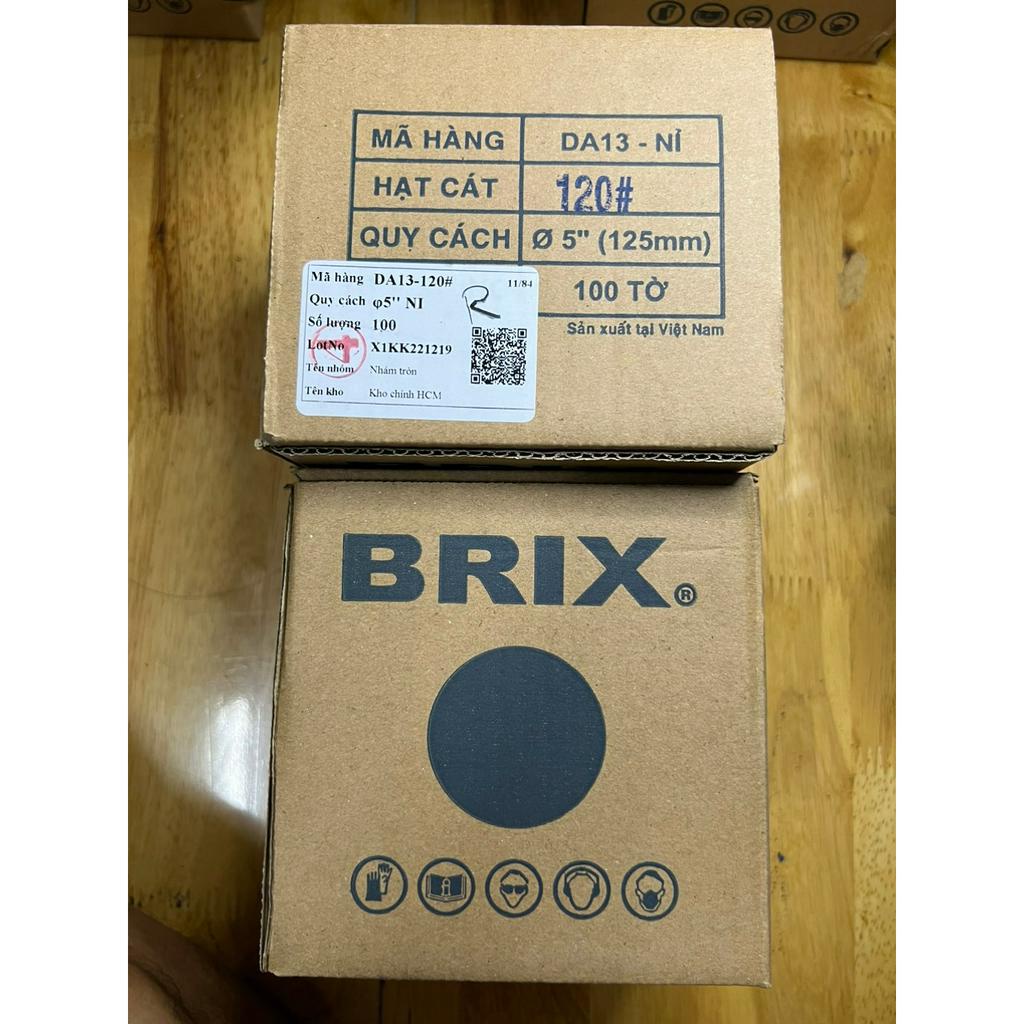 MÃ HÀNG DA13 - NỈ
HẠT CÁT 120#
QUY CÁCH Ø 5" (125mm)
100 TỜ
Sản xuất tại Việt Nam
Mã hàng DA13-120# 11/84
Quy cách φ5'' NI R
Số lượng 100
LotNo X1KK221219
Tên nhóm Nhám tròn
Tên kho Kho chính HCM
BRIX®